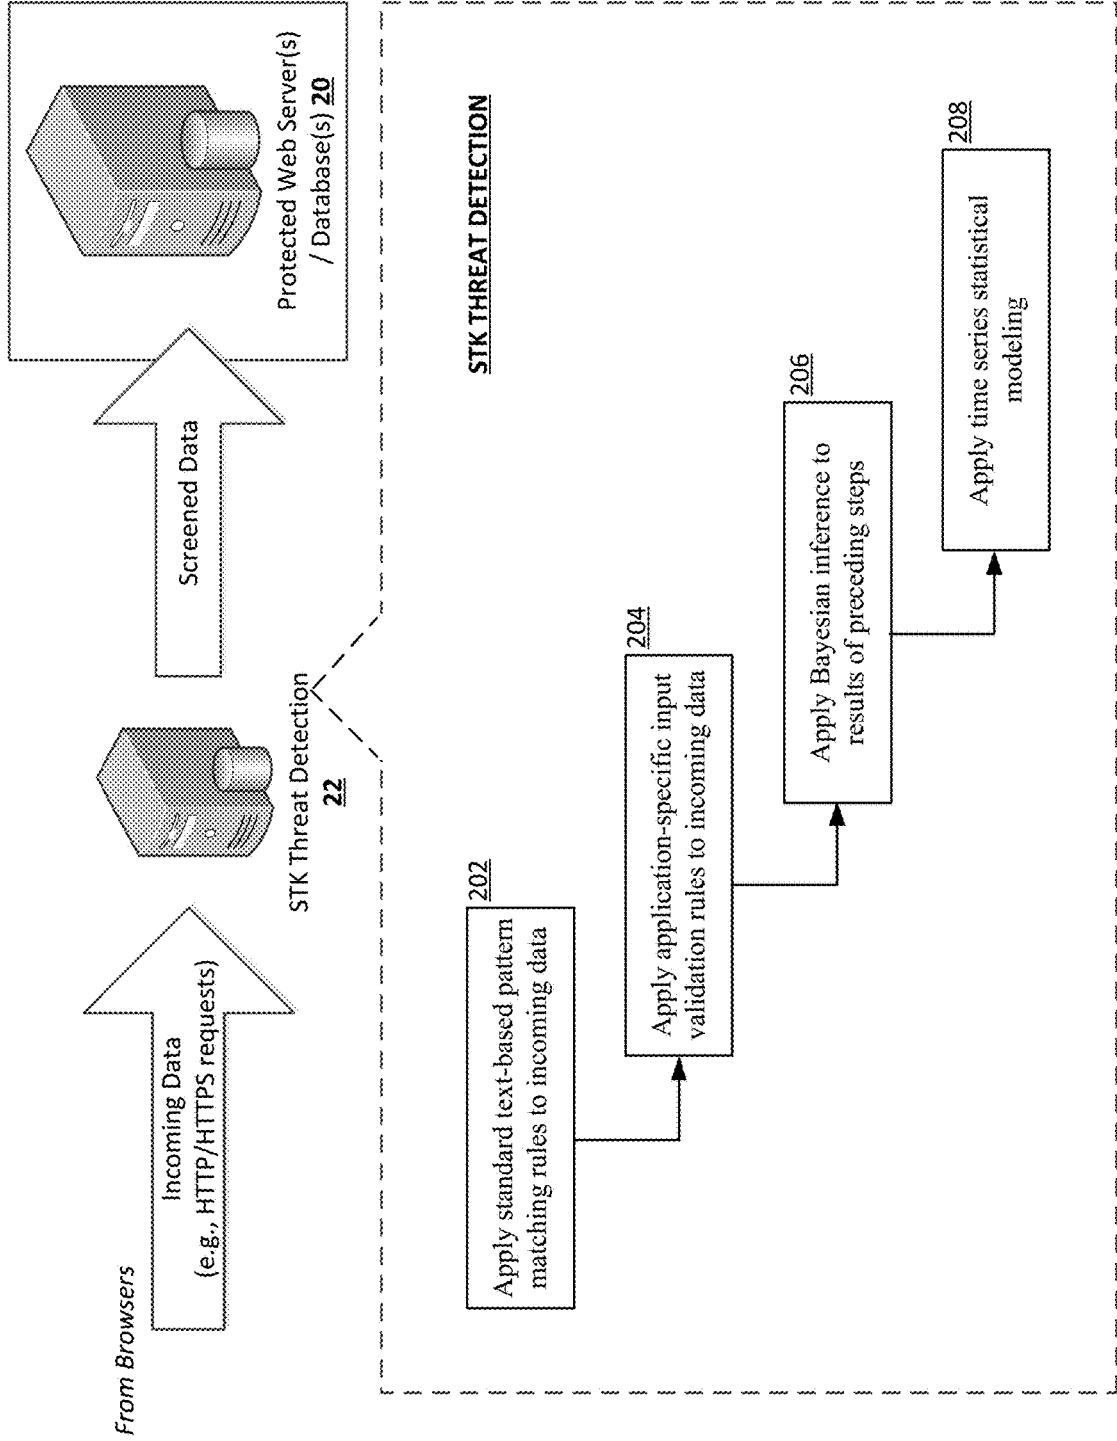 From Browsers
Incoming Data
(e.g., HTTP/HTTPS requests)
STK Threat Detection
22
Screened Data
Protected Web Server(s)
/ Database(s) 20
STK THREAT DETECTION
202
Apply standard text-based pattern
matching rules to incoming data
204
Apply application-specific input
validation rules to incoming data
206
Apply Bayesian inference to
results of preceding steps
208
Apply time series statistical
modeling